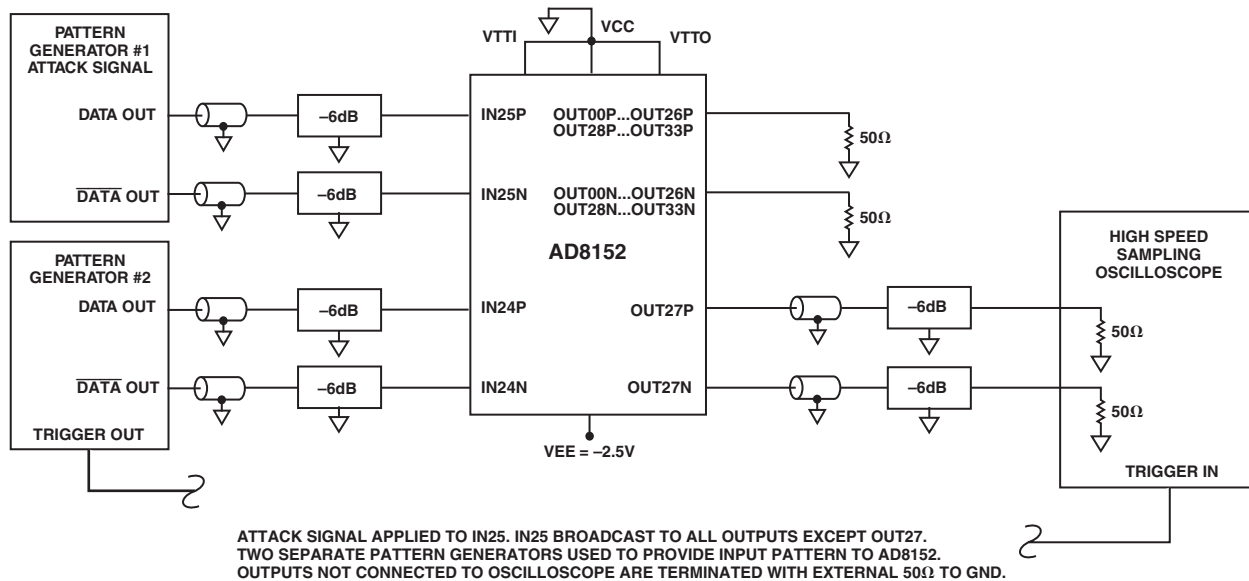 PATTERN
GENERATOR #1
ATTACK SIGNAL
DATA OUT
DATA OUT
–6dB
–6dB
PATTERN
GENERATOR #2
DATA OUT
DATA OUT
TRIGGER OUT
–6dB
–6dB
VTTI
VCC
VTTO
IN25P
IN25N
IN24P
IN24N
OUT00P...OUT26P
OUT28P...OUT33P
OUT00N...OUT26N
OUT28N...OUT33N
AD8152
OUT27P
OUT27N
VEE = –2.5V
50Ω
50Ω
–6dB
–6dB
HIGH SPEED
SAMPLING
OSCILLOSCOPE
50Ω
50Ω
TRIGGER IN
ATTACK SIGNAL APPLIED TO IN25. IN25 BROADCAST TO ALL OUTPUTS EXCEPT OUT27.
TWO SEPARATE PATTERN GENERATORS USED TO PROVIDE INPUT PATTERN TO AD8152.
OUTPUTS NOT CONNECTED TO OSCILLOSCOPE ARE TERMINATED WITH EXTERNAL 50Ω TO GND.